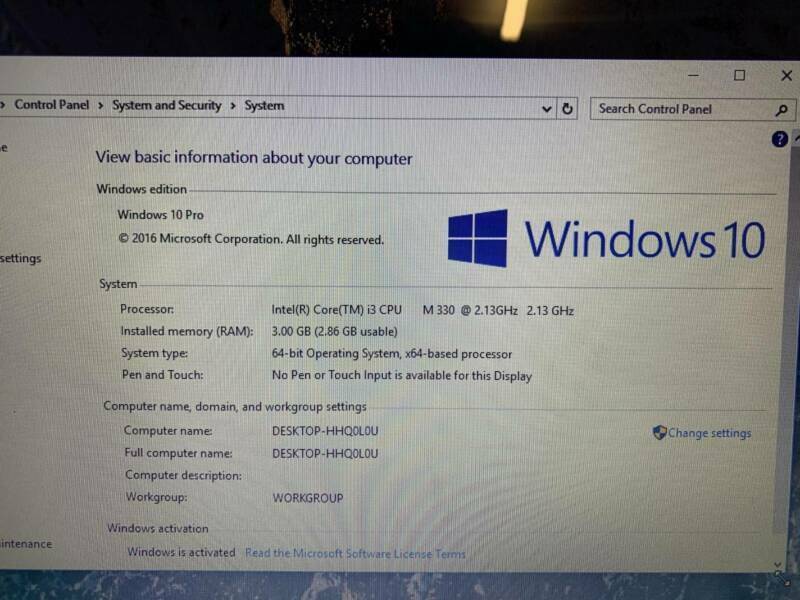 > Control Panel > System and Security > System
Search Control Panel
e
?
View basic information about your computer
Windows edition
Windows 10 Pro
© 2016 Microsoft Corporation. All rights reserved.
Windows 10
settings
System
Processor: Intel(R) Core(TM) i3 CPU M 330 @ 2.13GHz 2.13 GHz
Installed memory (RAM): 3.00 GB (2.86 GB usable)
System type: 64-bit Operating System, x64-based processor
Pen and Touch: No Pen or Touch Input is available for this Display
Computer name, domain, and workgroup settings
Computer name: DESKTOP-HHQ0L0U
Change settings
Full computer name: DESKTOP-HHQ0L0U
Computer description:
Workgroup: WORKGROUP
Windows activation
intenance
Windows is activated Read the Microsoft Software License Terms